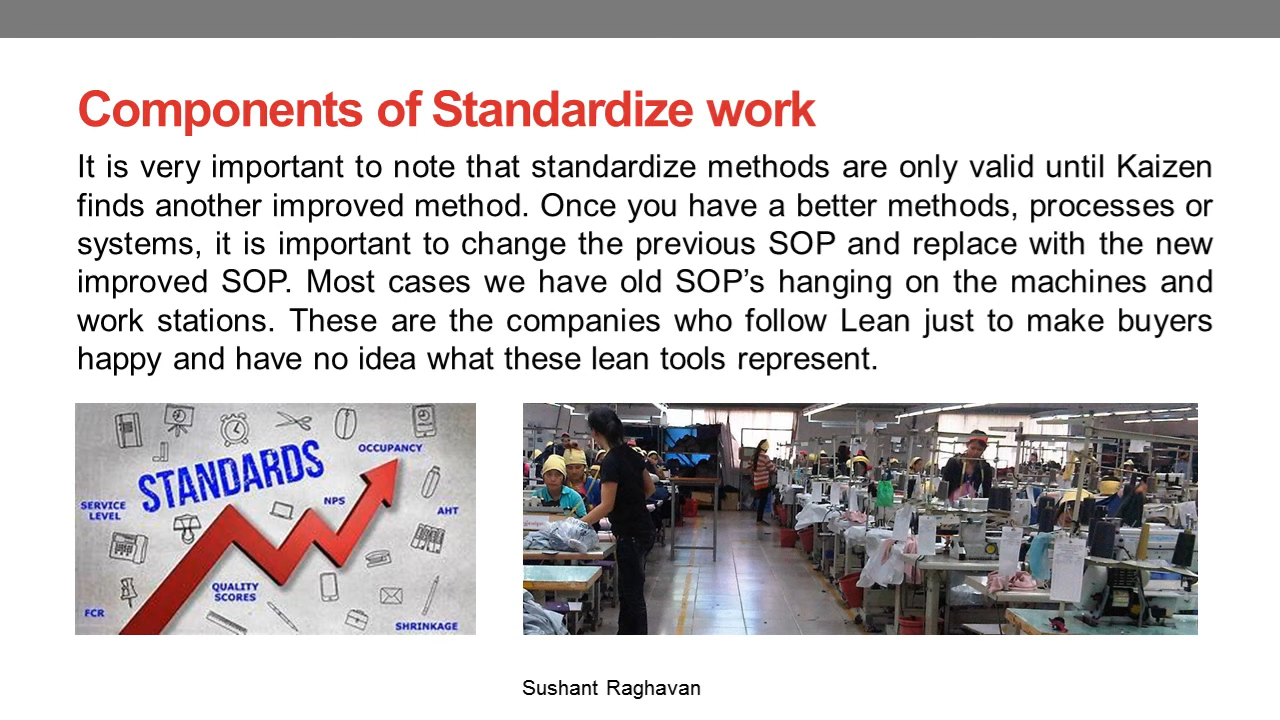 Components of Standardize work
It is very important to note that standardize methods are only valid until Kaizen
finds another improved method. Once you have a better methods, processes or
systems, it is important to change the previous SOP and replace with the new
improved SOP. Most cases we have old SOP’s hanging on the machines and
work stations. These are the companies who follow Lean just to make buyers
happy and have no idea what these lean tools represent.
STANDARDS
OCCUPANCY
SERVICE
LEVEL
NPS
AHT
QUALITY
SCORES
FCR
SHRINKAGE
Sushant Raghavan